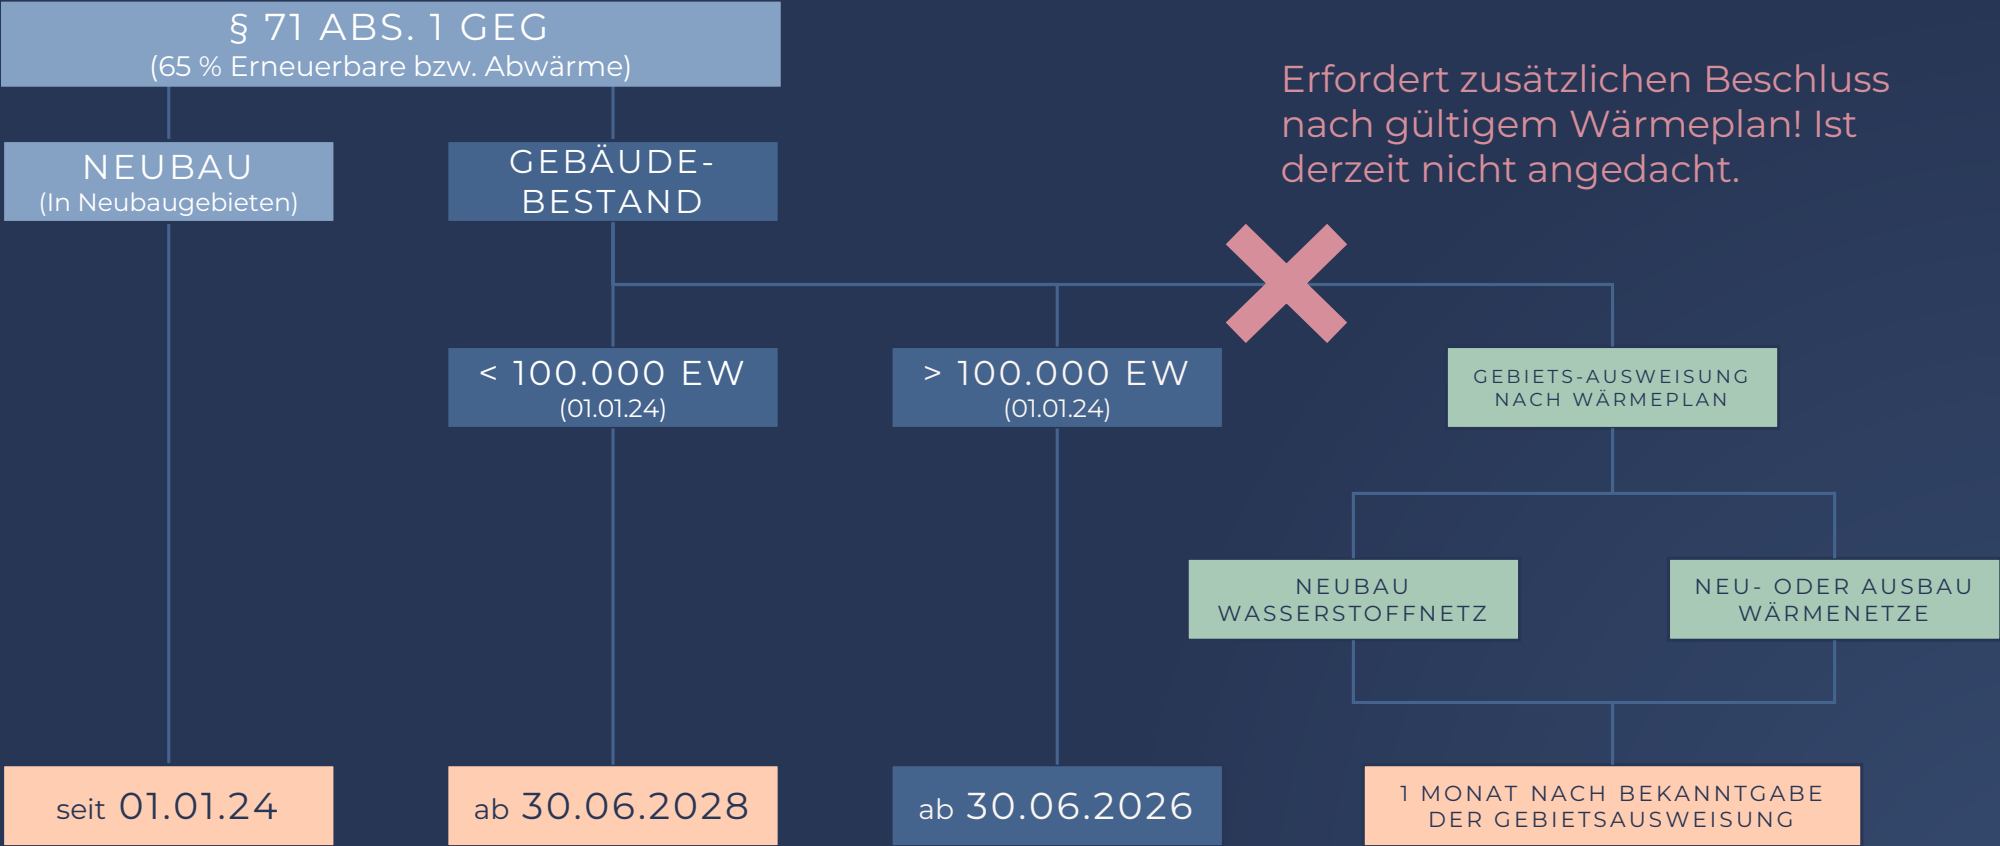 § 71 ABS. 1 GEG
(65 % Erneuerbare bzw. Abwärme)
Erfordert zusätzlichen Beschluss
nach gültigem Wärmeplan! Ist
derzeit nicht angedacht.
NEUBAU
(In Neubaugebieten)
GEBÄUDE-
BESTAND
< 100.000 EW
(01.01.24)
> 100.000 EW
(01.01.24)
GEBIETS-AUSWEISUNG
NACH WÄRMEPLAN
NEUBAU
WASSERSTOFFNETZ
NEU- ODER AUSBAU
WÄRMENETZE
seit 01.01.24
ab 30.06.2028
ab 30.06.2026
1 MONAT NACH BEKANNTGABE
DER GEBIETSAUSWEISUNG